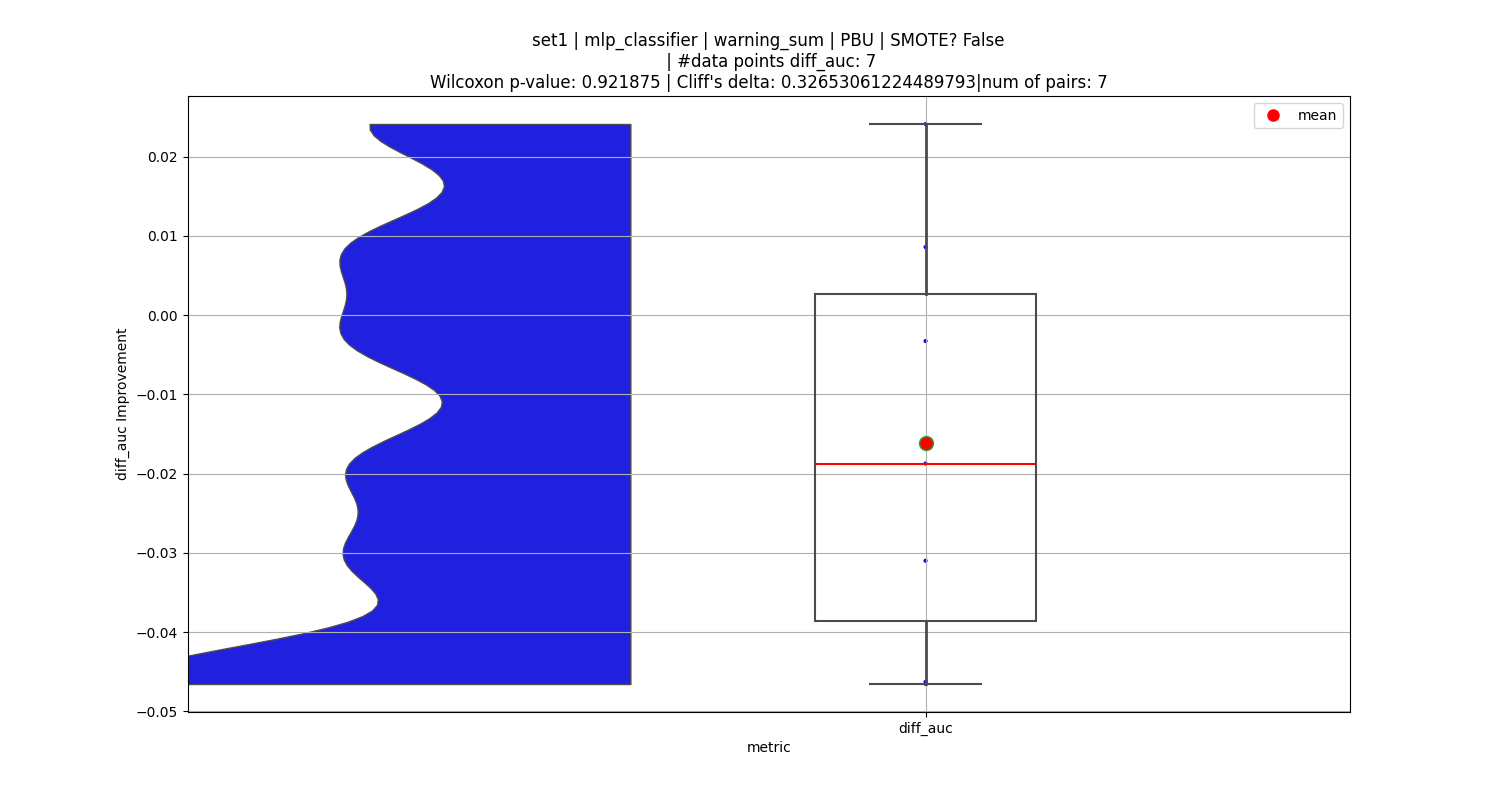 set1 | mlp_classifier | warning_sum | PBU | SMOTE? False
| #data points diff_auc: 7
Wilcoxon p-value: 0.921875 | Cliff's delta: 0.32653061224489793|num of pairs: 7
mean
0.02
0.01
0.00
−0.01
−0.02
−0.03
−0.04
−0.05
diff_auc Improvement
diff_auc
metric